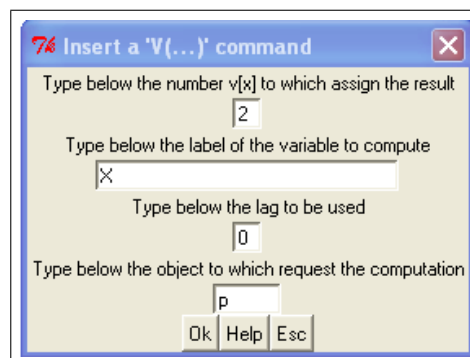 7% Insert a 'V(...)' command
Type below the number v[x] to which assign the result
2
Type below the label of the variable to compute
X
Type below the lag to be used
0
Type below the object to which request the computation
p
Ok Help Esc